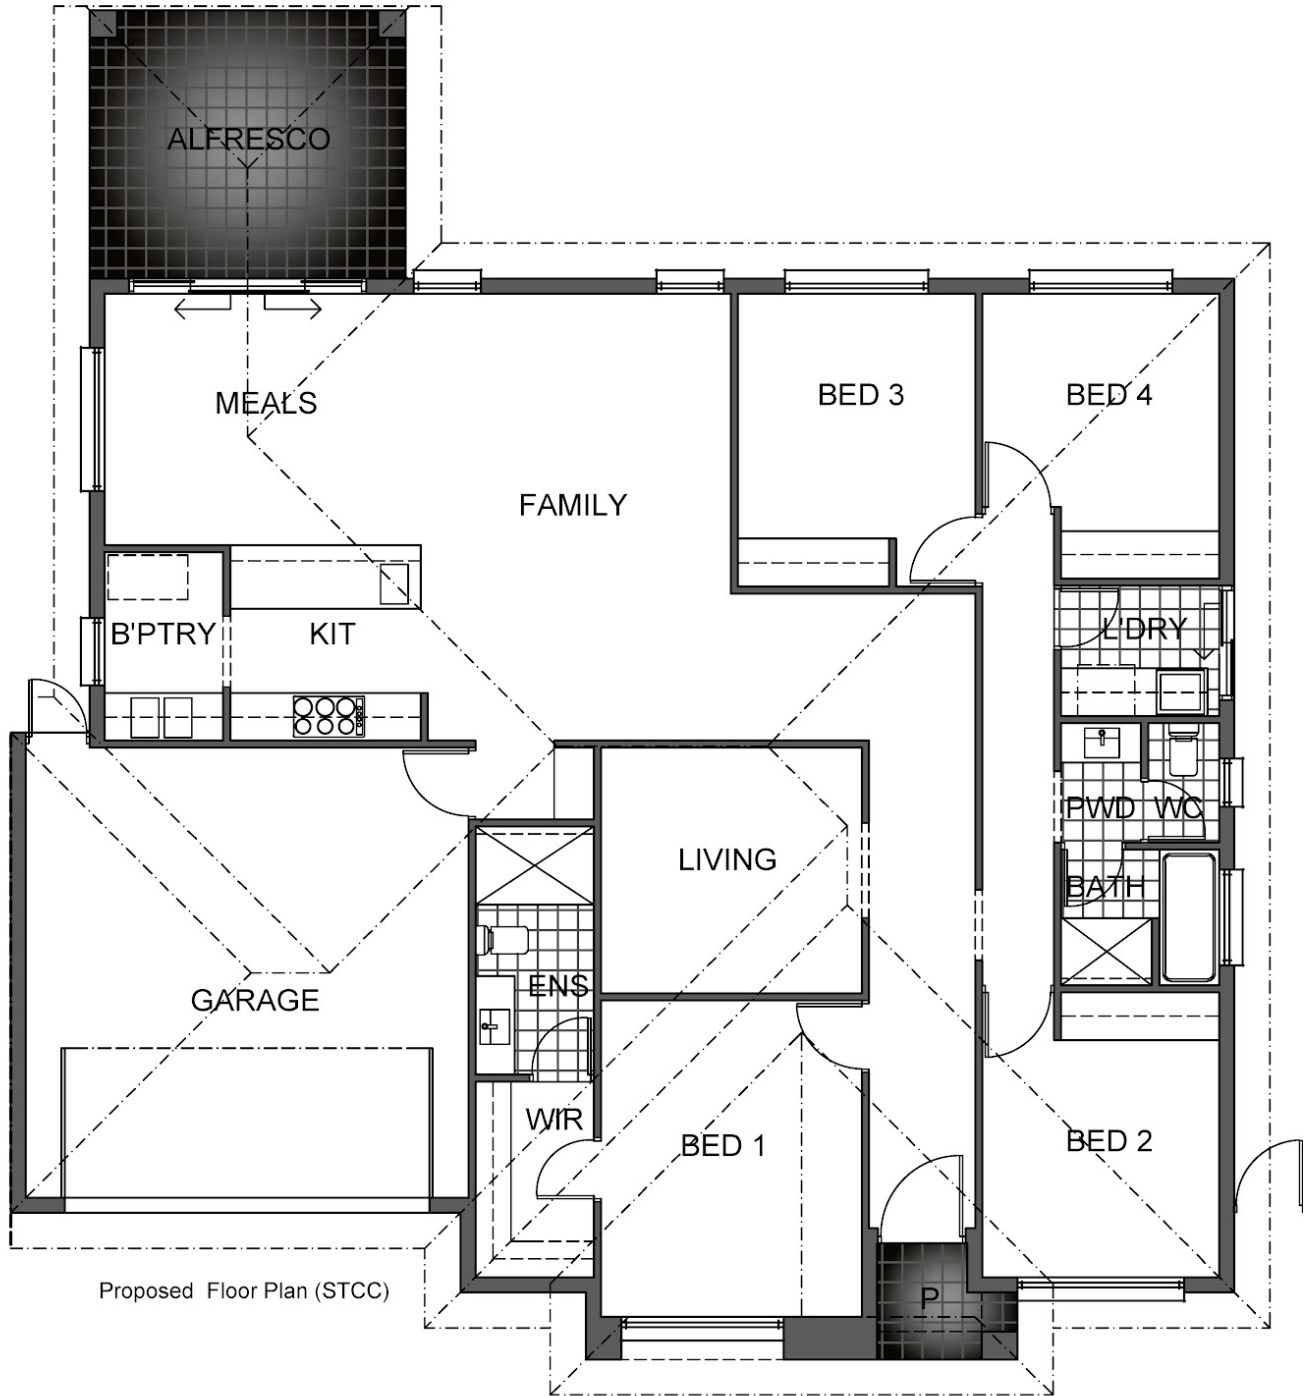 ALFRESCO
MEALS
BED 3
BED 4
FAMILY
B'PTRY
KIT
L'DRY
PWD
WC
LIVING
BATH
GARAGE
ENS
WIR
BED 1
BED 2
Proposed Floor Plan (STCC)
P